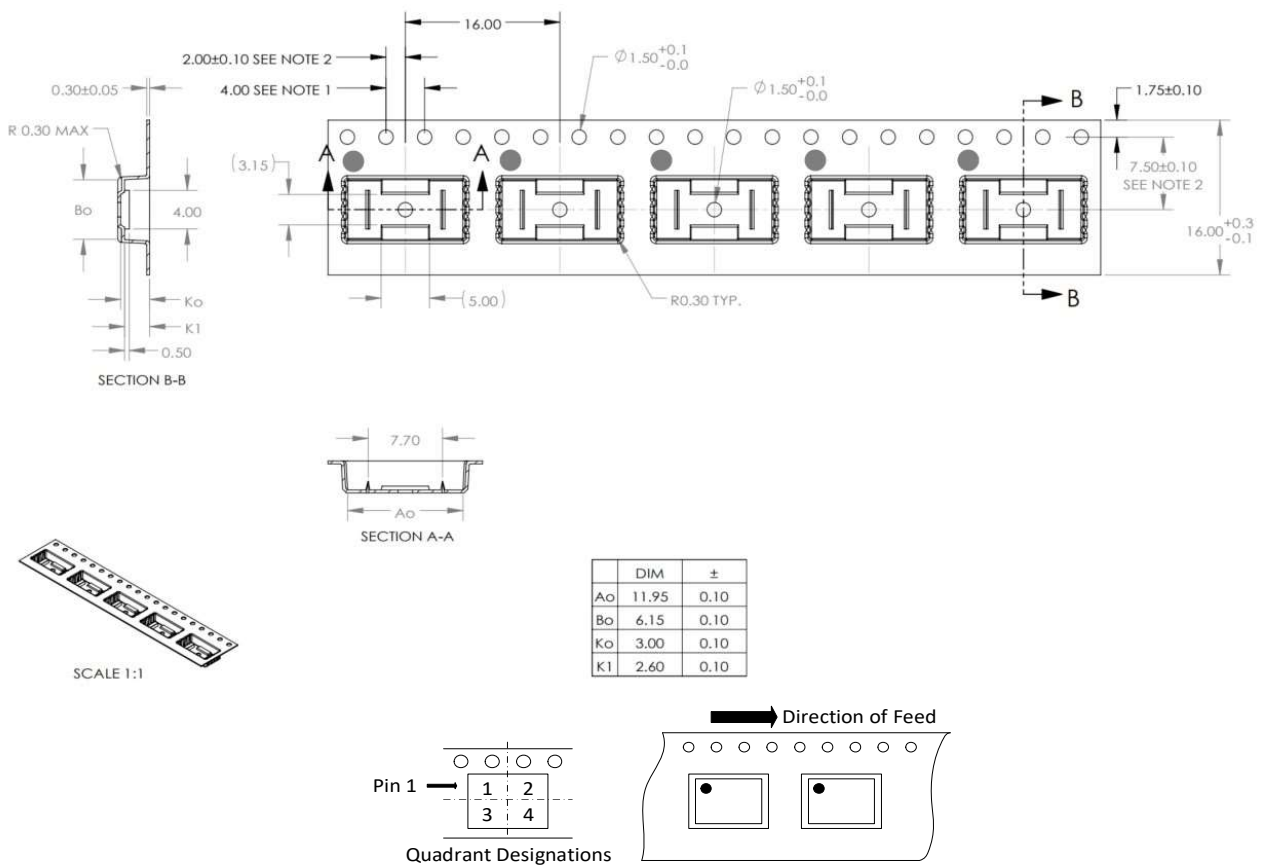 16.00
2.00±0.10 SEE NOTE 2
Ø1.50 +0.1 -0.0
0.30±0.05
4.00 SEE NOTE 1
Ø1.50 +0.1 -0.0
B
1.75±0.10
R 0.30 MAX
A
A
(3.15)
7.50±0.10
SEE NOTE 2
Bo
4.00
16.00 +0.3 -0.1
Ko
(5.00)
R0.30 TYP.
B
K1
0.50
SECTION B-B
7.70
Ao
SECTION A-A
SCALE 1:1
DIM ±
Ao 11.95 0.10
Bo 6.15 0.10
Ko 3.00 0.10
K1 2.60 0.10
Direction of Feed
Pin 1
1 2
3 4
Quadrant Designations